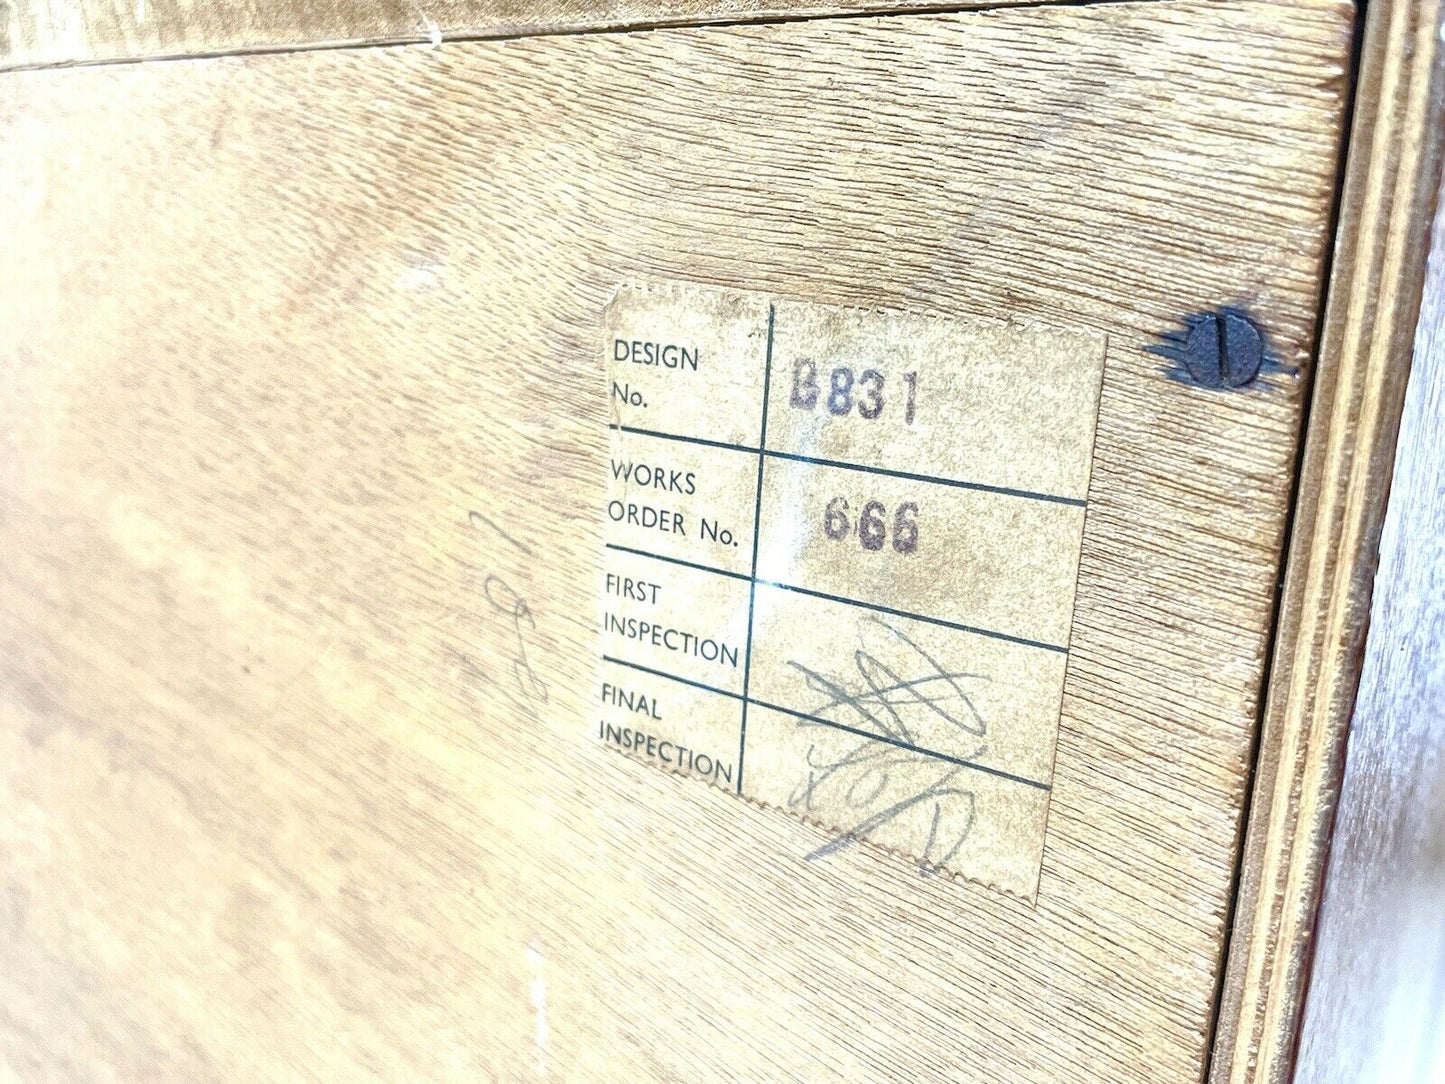 DESIGN
No.
B831
WORKS
ORDER No.
666
FIRST
INSPECTION
FINAL
INSPECTION